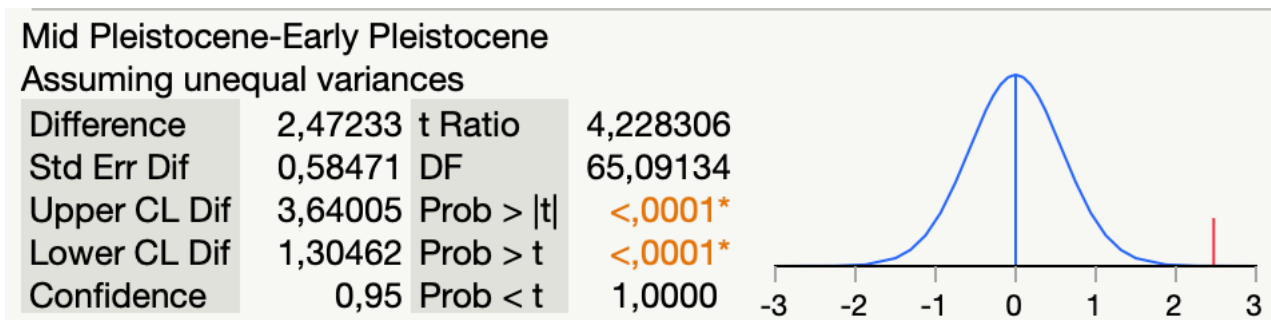 Mid Pleistocene-Early Pleistocene
Assuming unequal variances
Difference 2,47233 t Ratio 4,228306
Std Err Dif 0,58471 DF 65,09134
Upper CL Dif 3,64005 Prob > |t| <,0001*
Lower CL Dif 1,30462 Prob > t <,0001*
Confidence 0,95 Prob < t 1,0000
-3 -2 -1 0 1 2 3